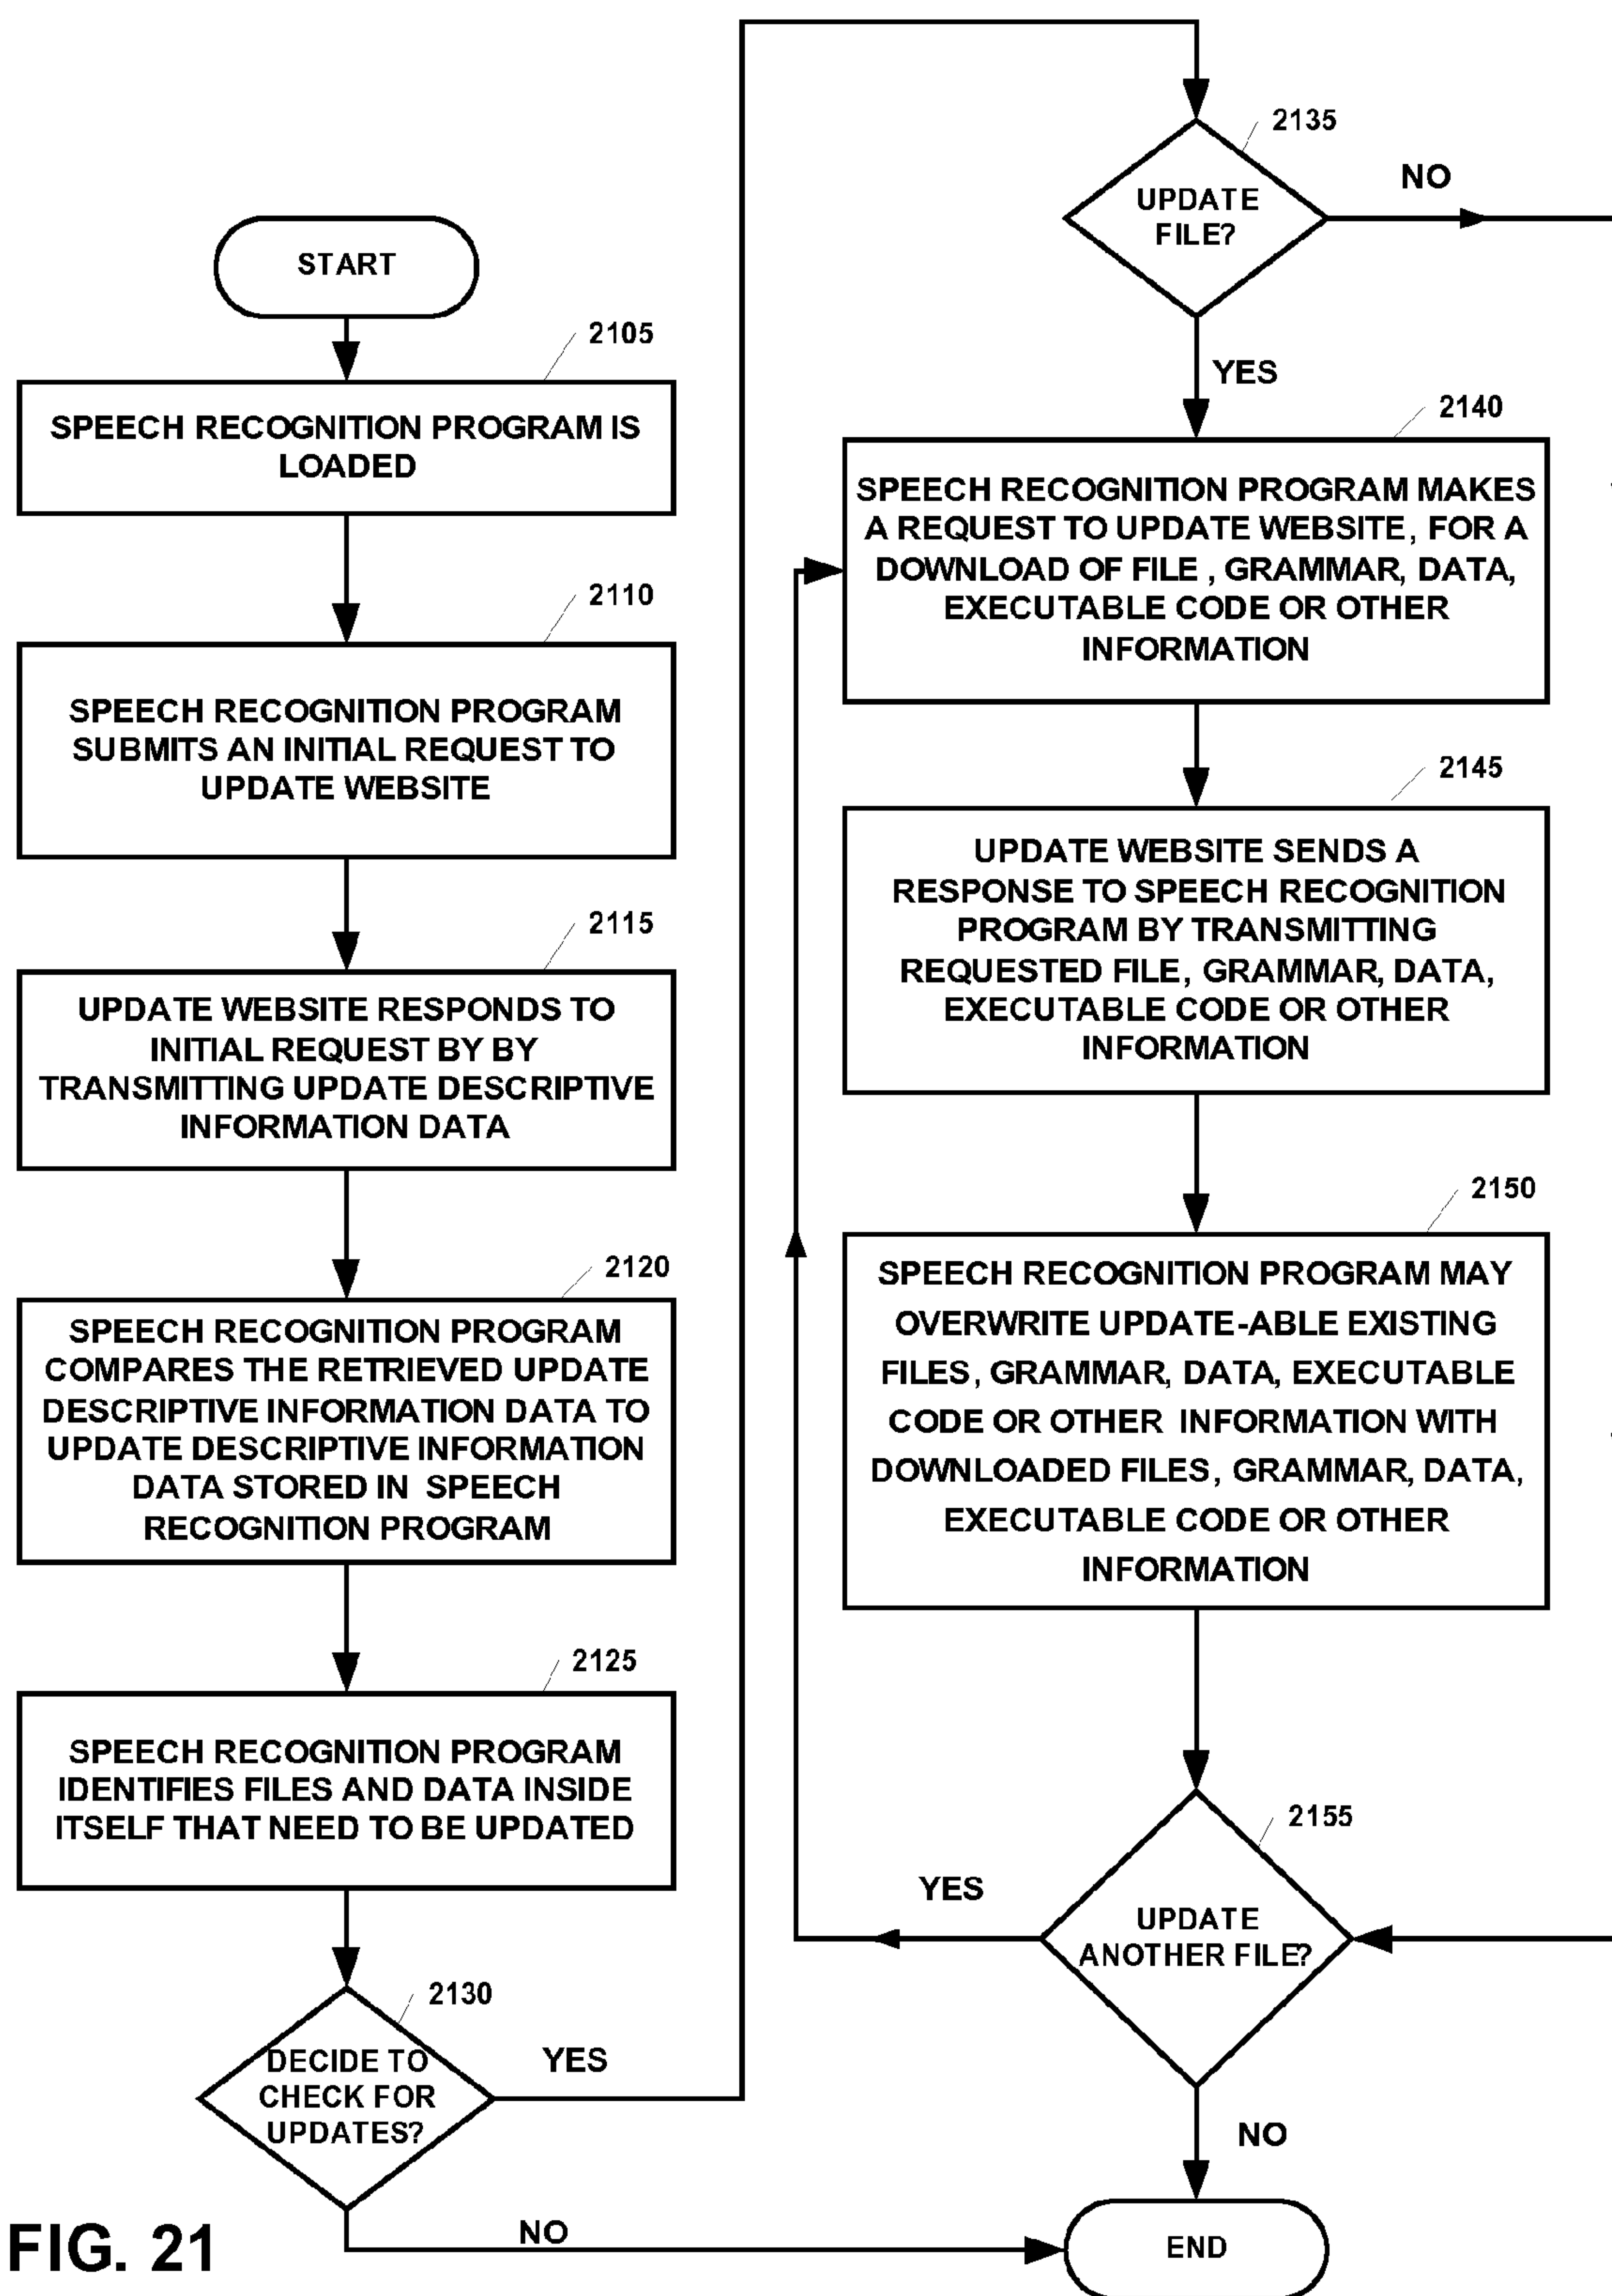 START
2105
SPEECH RECOGNITION PROGRAM IS
LOADED
2110
SPEECH RECOGNITION PROGRAM
SUBMITS AN INITIAL REQUEST TO
UPDATE WEBSITE
2115
UPDATE WEBSITE RESPONDS TO
INITIAL REQUEST BY BY
TRANSMITTING UPDATE DESCRIPTIVE
INFORMATION DATA
2120
SPEECH RECOGNITION PROGRAM
COMPARES THE RETRIEVED UPDATE
DESCRIPTIVE INFORMATION DATA TO
UPDATE DESCRIPTIVE INFORMATION
DATA STORED IN SPEECH
RECOGNITION PROGRAM
2125
SPEECH RECOGNITION PROGRAM
IDENTIFIES FILES AND DATA INSIDE
ITSELF THAT NEED TO BE UPDATED
2130
DECIDE TO
CHECK FOR
UPDATES?
YES
NO
2135
UPDATE
FILE?
NO
YES
2140
SPEECH RECOGNITION PROGRAM MAKES
A REQUEST TO UPDATE WEBSITE, FOR A
DOWNLOAD OF FILE , GRAMMAR, DATA,
EXECUTABLE CODE OR OTHER
INFORMATION
2145
UPDATE WEBSITE SENDS A
RESPONSE TO SPEECH RECOGNITION
PROGRAM BY TRANSMITTING
REQUESTED FILE, GRAMMAR, DATA,
EXECUTABLE CODE OR OTHER
INFORMATION
2150
SPEECH RECOGNITION PROGRAM MAY
OVERWRITE UPDATE-ABLE EXISTING
FILES, GRAMMAR, DATA, EXECUTABLE
CODE OR OTHER INFORMATION WITH
DOWNLOADED FILES, GRAMMAR, DATA,
EXECUTABLE CODE OR OTHER
INFORMATION
2155
UPDATE
ANOTHER FILE?
YES
NO
END
FIG. 21